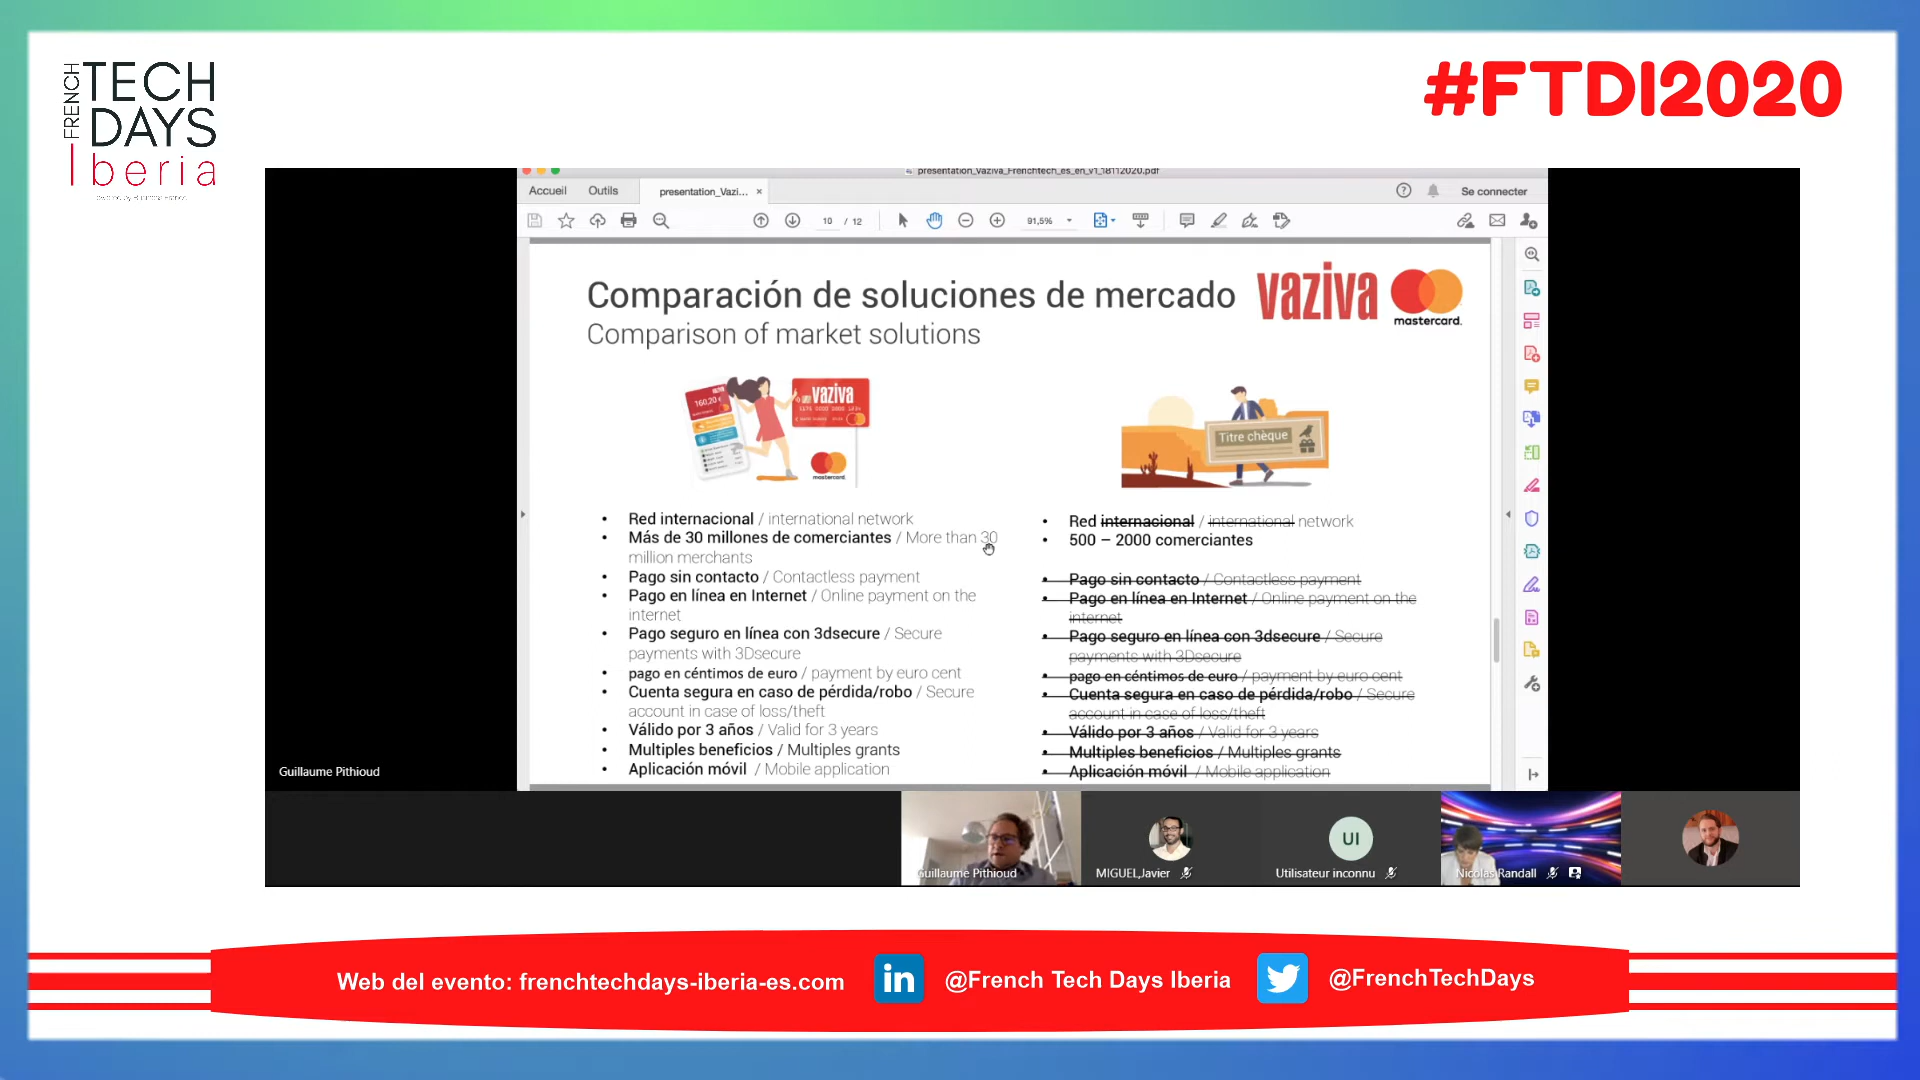 FRENCH
TECH
DAYS
Iberia
#FTDI2020
presentation_Vaziva_Frenchtech_es_en_v1_18112020.pdf
Accueil Outils presentation_Vazi... × Se connecter
10 / 12 91,5%
Comparación de soluciones de mercado
Comparison of market solutions
vaziva
mastercard.
160,20 €
vaziva
mastercard.
Titre chèque
• Red internacional / international network
• Más de 30 millones de comerciantes / More than 30
million merchants
• Pago sin contacto / Contactless payment
• Pago en línea en Internet / Online payment on the
internet
• Pago seguro en línea con 3dsecure / Secure
payments with 3Dsecure
• pago en céntimos de euro / payment by euro cent
• Cuenta segura en caso de pérdida/robo / Secure
account in case of loss/theft
• Válido por 3 años / Valid for 3 years
• Multiples beneficios / Multiples grants
• Aplicación móvil / Mobile application
• Red internacional / international network
• 500 – 2000 comerciantes
• Pago sin contacto / Contactless payment
• Pago en línea en Internet / Online payment on the
internet
• Pago seguro en línea con 3dsecure / Secure
payments with 3Dsecure
• pago en céntimos de euro / payment by euro cent
• Cuenta segura en caso de pérdida/robo / Secure
account in case of loss/theft
• Válido por 3 años / Valid for 3 years
• Multiples beneficios / Multiples grants
• Aplicación móvil / Mobile application
Guillaume Pithioud
Guillaume Pithioud
MIGUEL,Javier
UI
Utilisateur inconnu
Nicolas Randall
Web del evento: frenchtechdays-iberia-es.com
in @French Tech Days Iberia
@FrenchTechDays